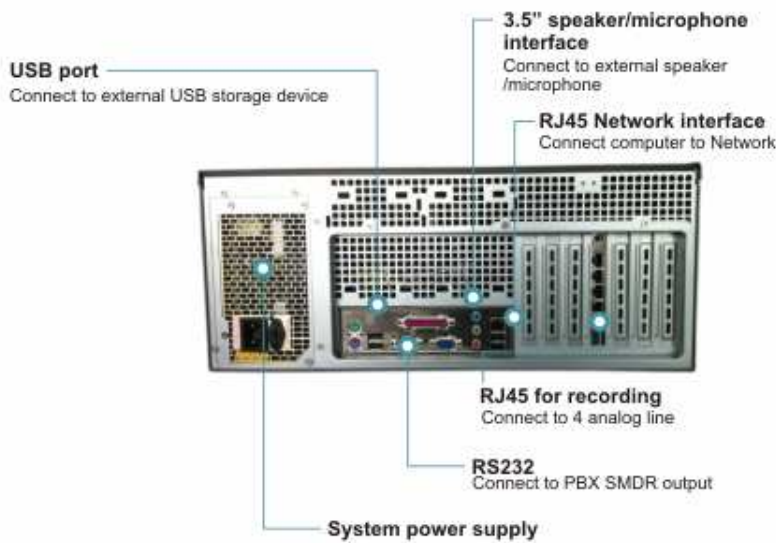 3.5" speaker/microphone
interface
Connect to external speaker
/microphone
USB port
Connect to external USB storage device
RJ45 Network interface
Connect computer to Network
RJ45 for recording
Connect to 4 analog line
RS232
Connect to PBX SMDR output
System power supply